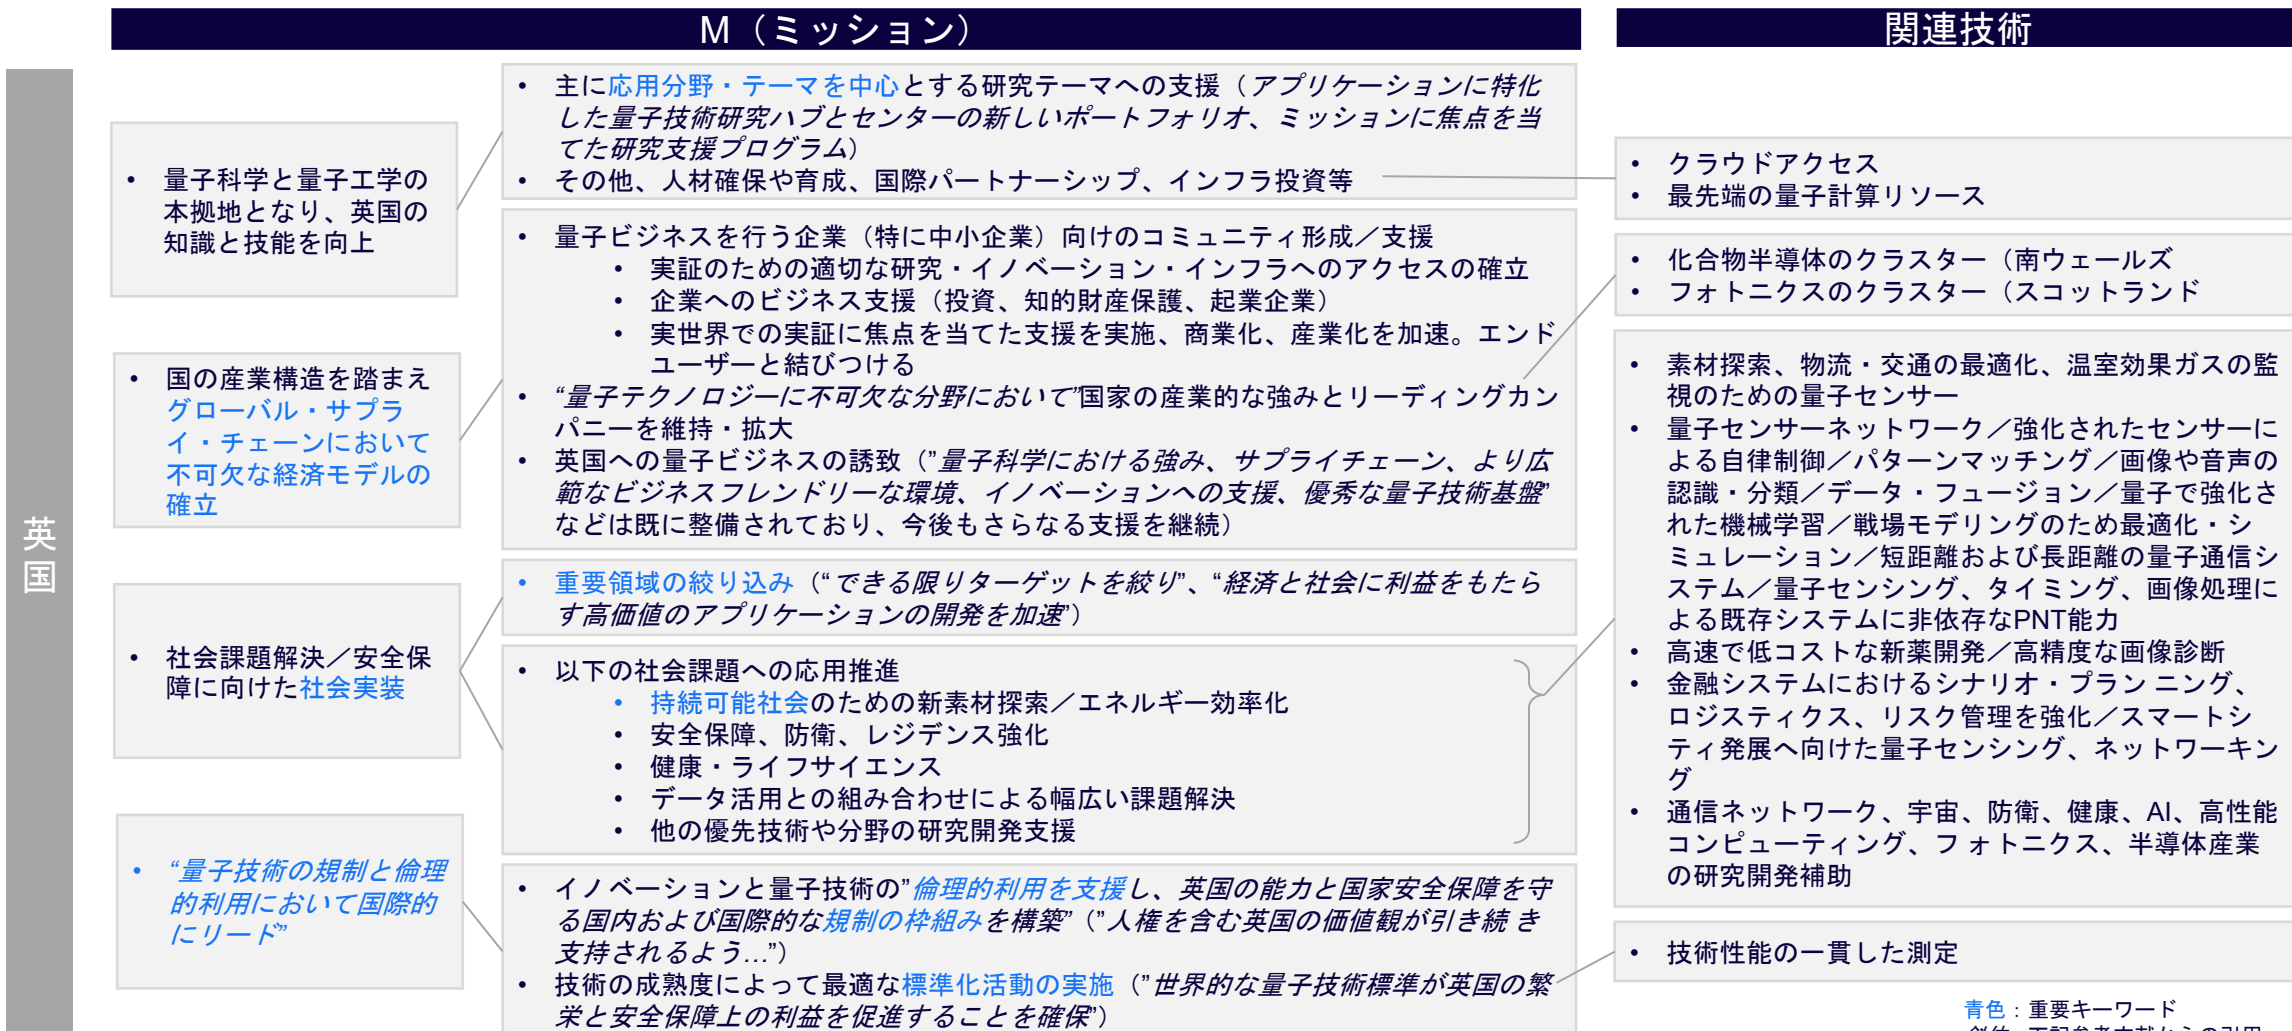 M（ミッション）
関連技術
英国
• 量子科学と量子工学の
本拠地となり、英国の
知識と技能を向上
• 主に応用分野・テーマを中心とする研究テーマへの支援（アプリケーションに特化
した量子技術研究ハブとセンターの新しいポートフォリオ、ミッションに焦点を当
てた研究支援プログラム）
• その他、人材確保や育成、国際パートナーシップ、インフラ投資等
• クラウドアクセス
• 最先端の量子計算リソース
• 国の産業構造を踏まえ
グローバル・サプラ
イ・チェーンにおいて
不可欠な経済モデルの
確立
• 量子ビジネスを行う企業（特に中小企業）向けのコミュニティ形成／支援
• 実証のための適切な研究・イノベーション・インフラへのアクセスの確立
• 企業へのビジネス支援（投資、知的財産保護、起業企業）
• 実世界での実証に焦点を当てた支援を実施、商業化、産業化を加速。エンド
ユーザーと結びつける
• “量子テクノロジーに不可欠な分野において”国家の産業的な強みとリーディングカン
パニーを維持・拡大
• 英国への量子ビジネスの誘致（”量子科学における強み、サプライチェーン、より広
範なビジネスフレンドリーな環境、イノベーションへの支援、優秀な量子技術基盤”
などは既に整備されており、今後もさらなる支援を継続）
• 化合物半導体のクラスター（南ウェールズ
• フォトニクスのクラスター（スコットランド
• 社会課題解決／安全保
障に向けた社会実装
• 重要領域の絞り込み（“できる限りターゲットを絞り”、“経済と社会に利益をもたら
す高価値のアプリケーションの開発を加速”）
• 以下の社会課題への応用推進
• 持続可能社会のための新素材探索／エネルギー効率化
• 安全保障、防衛、レジデンス強化
• 健康・ライフサイエンス
• データ活用との組み合わせによる幅広い課題解決
• 他の優先技術や分野の研究開発支援
• 素材探索、物流・交通の最適化、温室効果ガスの監
視のための量子センサー
• 量子センサーネットワーク／強化されたセンサーに
よる自律制御／パターンマッチング／画像や音声の
認識・分類／データ・フュージョン／量子で強化さ
れた機械学習／戦場モデリングのため最適化・シ
ミュレーション／短距離および長距離の量子通信シ
ステム／量子センシング、タイミング、画像処理に
よる既存システムに非依存なPNT能力
• 高速で低コストな新薬開発／高精度な画像診断
• 金融システムにおけるシナリオ・プラン ニング、
ロジスティクス、リスク管理を強化／スマートシ
ティ発展へ向けた量子センシング、ネットワーキン
グ
• 通信ネットワーク、宇宙、防衛、健康、AI、高性能
コンピューティング、フ ォトニクス、半導体産業
の研究開発補助
• “量子技術の規制と倫理
的利用において国際的
にリード”
• イノベーションと量子技術の”倫理的利用を支援し、英国の能力と国家安全保障を守
る国内および国際的な規制の枠組みを構築”（”人権を含む英国の価値観が引き続 き
支持されるよう…”）
• 技術の成熟度によって最適な標準化活動の実施（”世界的な量子技術標準が英国の繁
栄と安全保障上の利益を促進することを確保”）
• 技術性能の一貫した測定
青色：重要キーワード